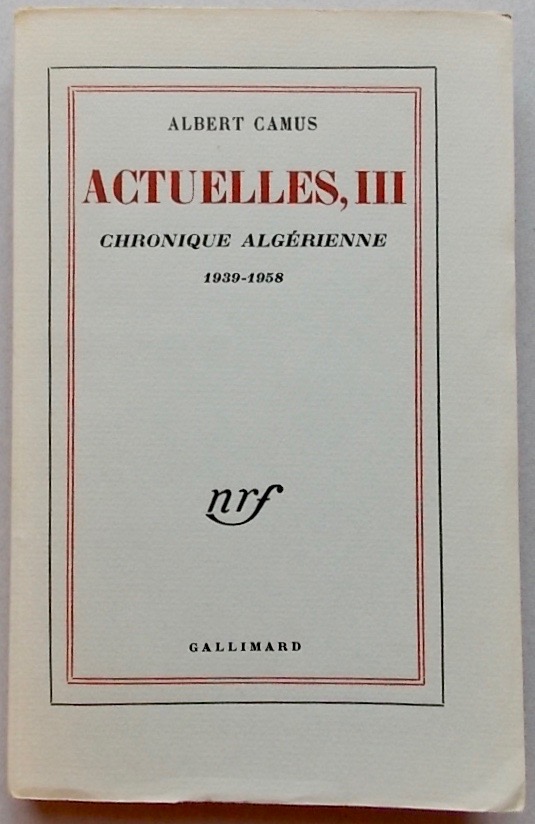 ALBERT CAMUS
ACTUELLES, III
CHRONIQUE ALGÉRIENNE
1939-1958
nrf
GALLIMARD